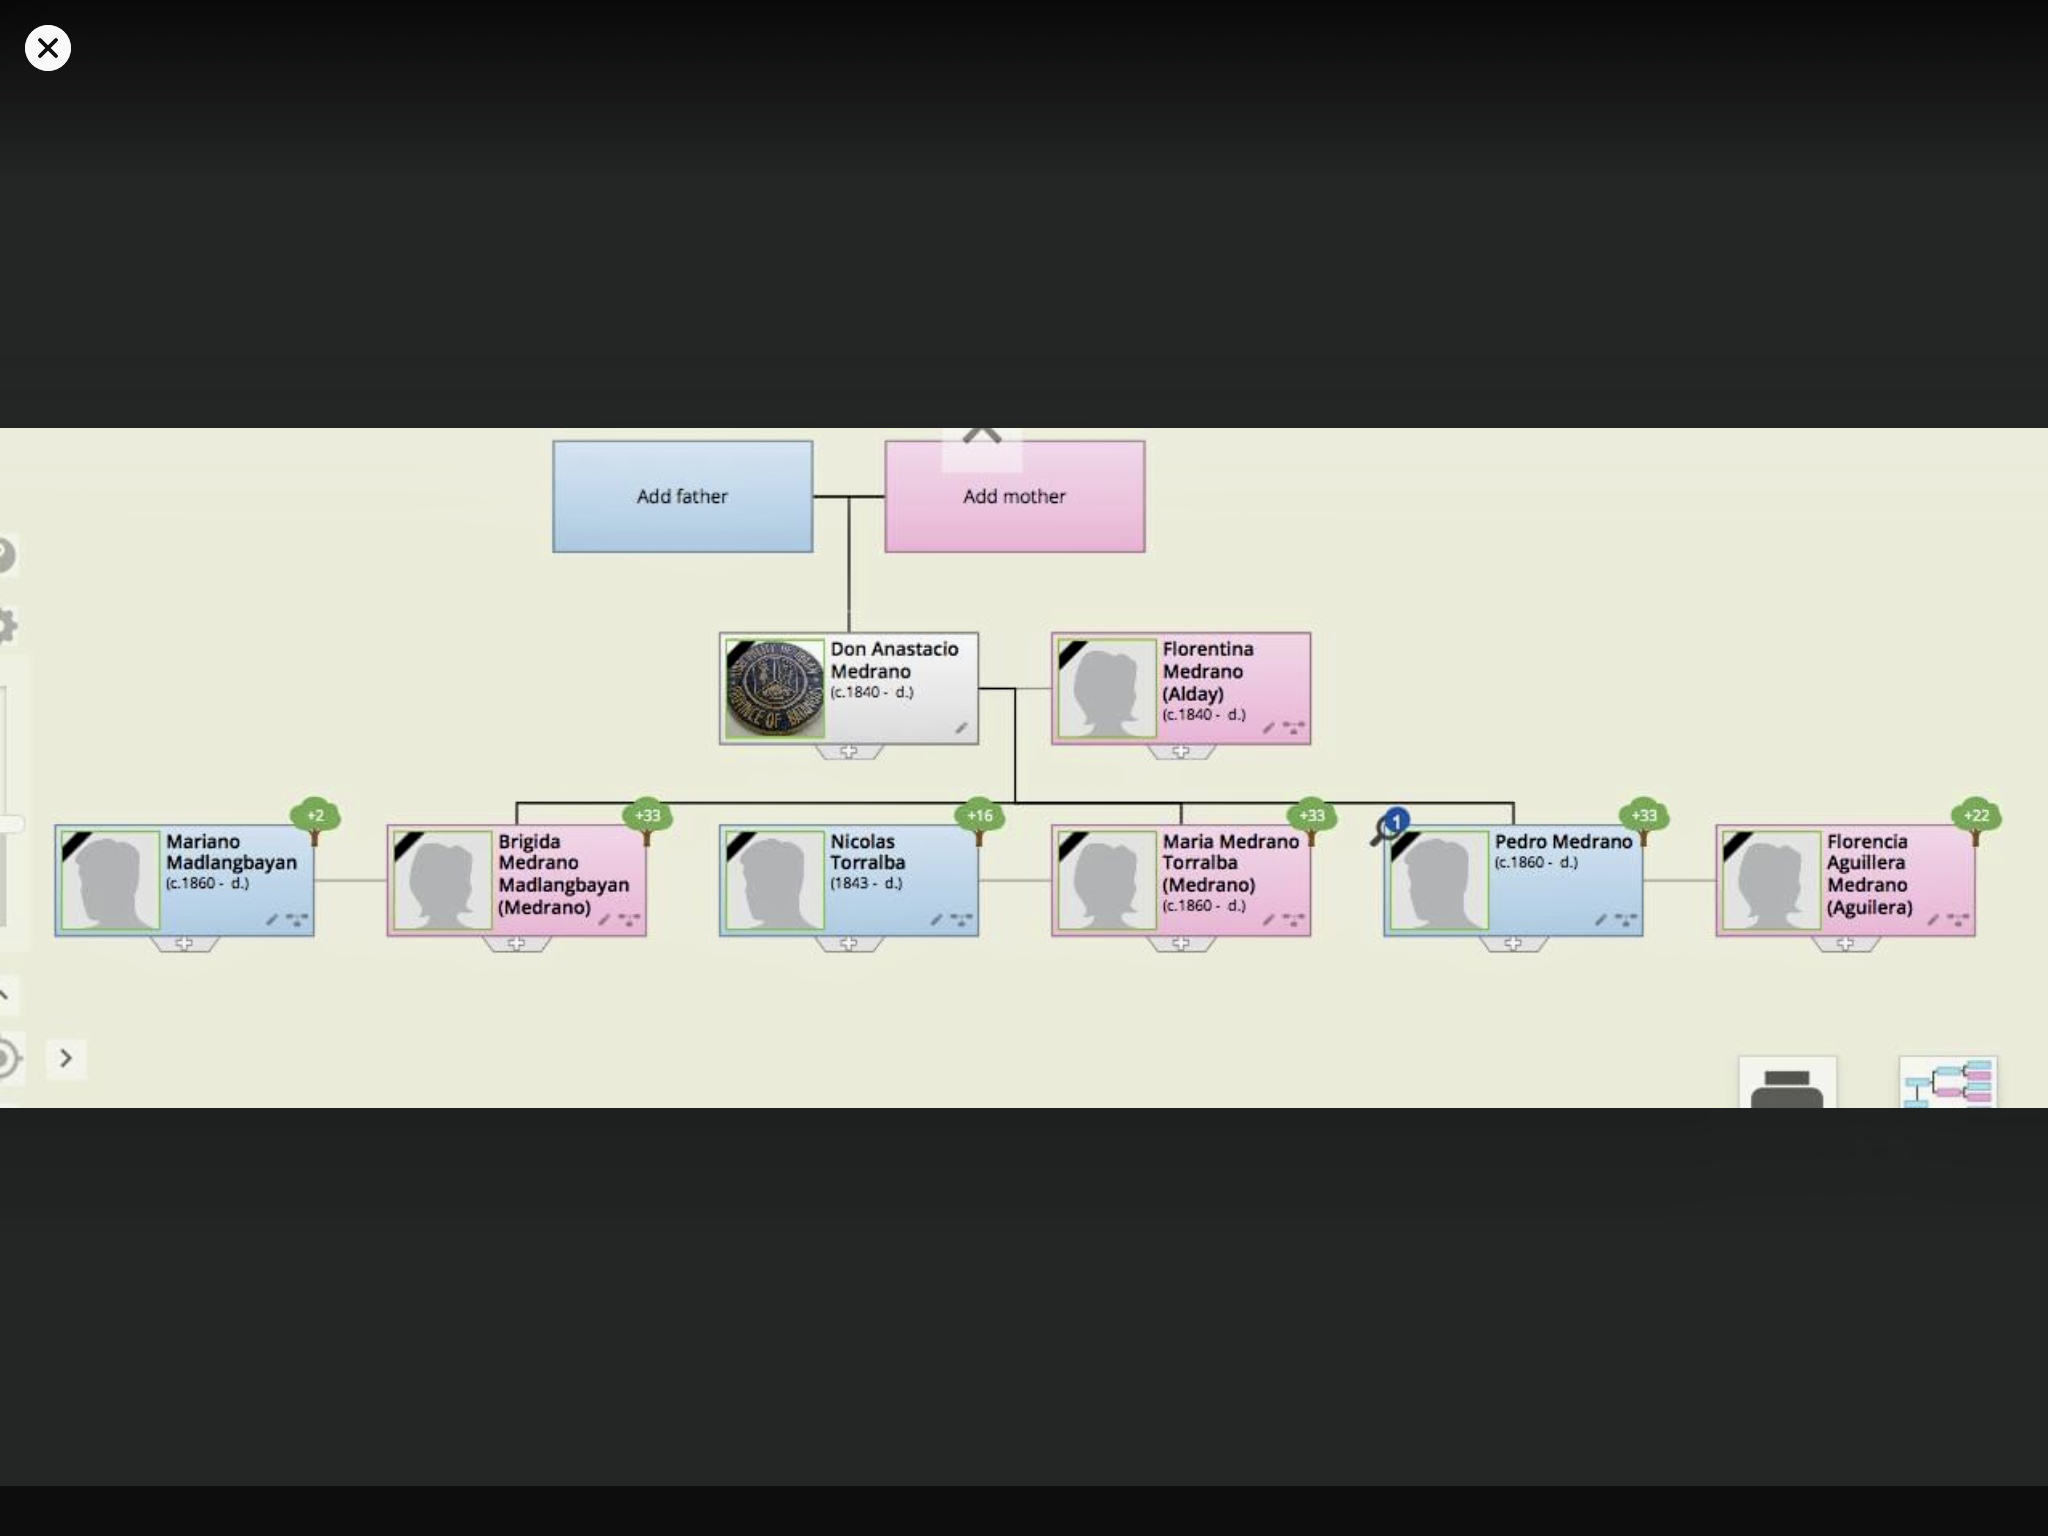 Add father
Add mother
Don Anastacio
Medrano
(c.1840 - d.)
PROVINCE OF
Florentina
Medrano
(Alday)
(c.1840 - d.)
+2
Mariano
Madlangbayan
(c.1860 - d.)
+33
Brigida
Medrano
Madlangbayan
(Medrano)
+16
Nicolas
Torralba
(1843 - d.)
+33
Maria Medrano
Torralba
(Medrano)
(c.1860 - d.)
1
+33
Pedro Medrano
(c.1860 - d.)
+22
Florencia
Aguillera
Medrano
(Aguilera)